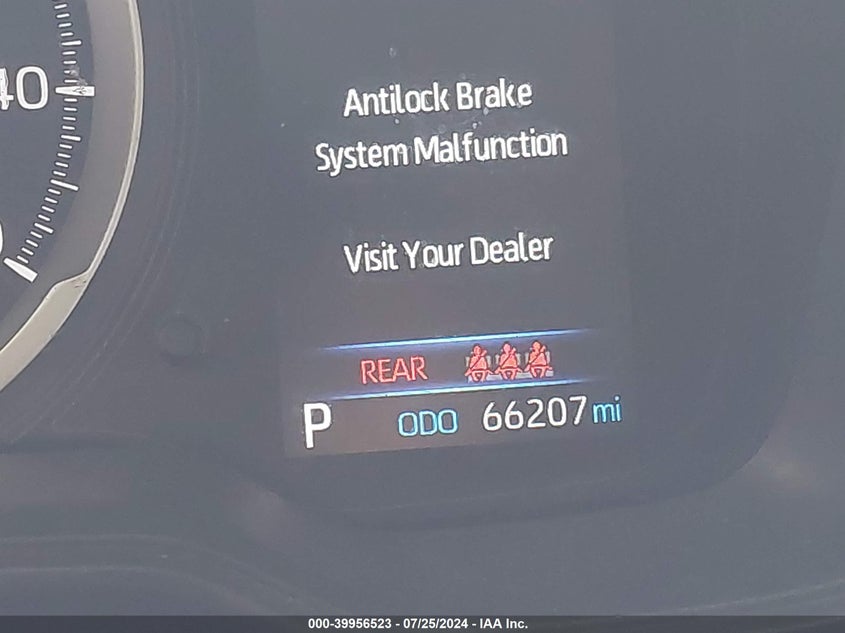 40
Antilock Brake
System Malfunction
Visit Your Dealer
REAR
P ODO 66207 mi
000-39956523 - 07/25/2024 - IAA Inc.